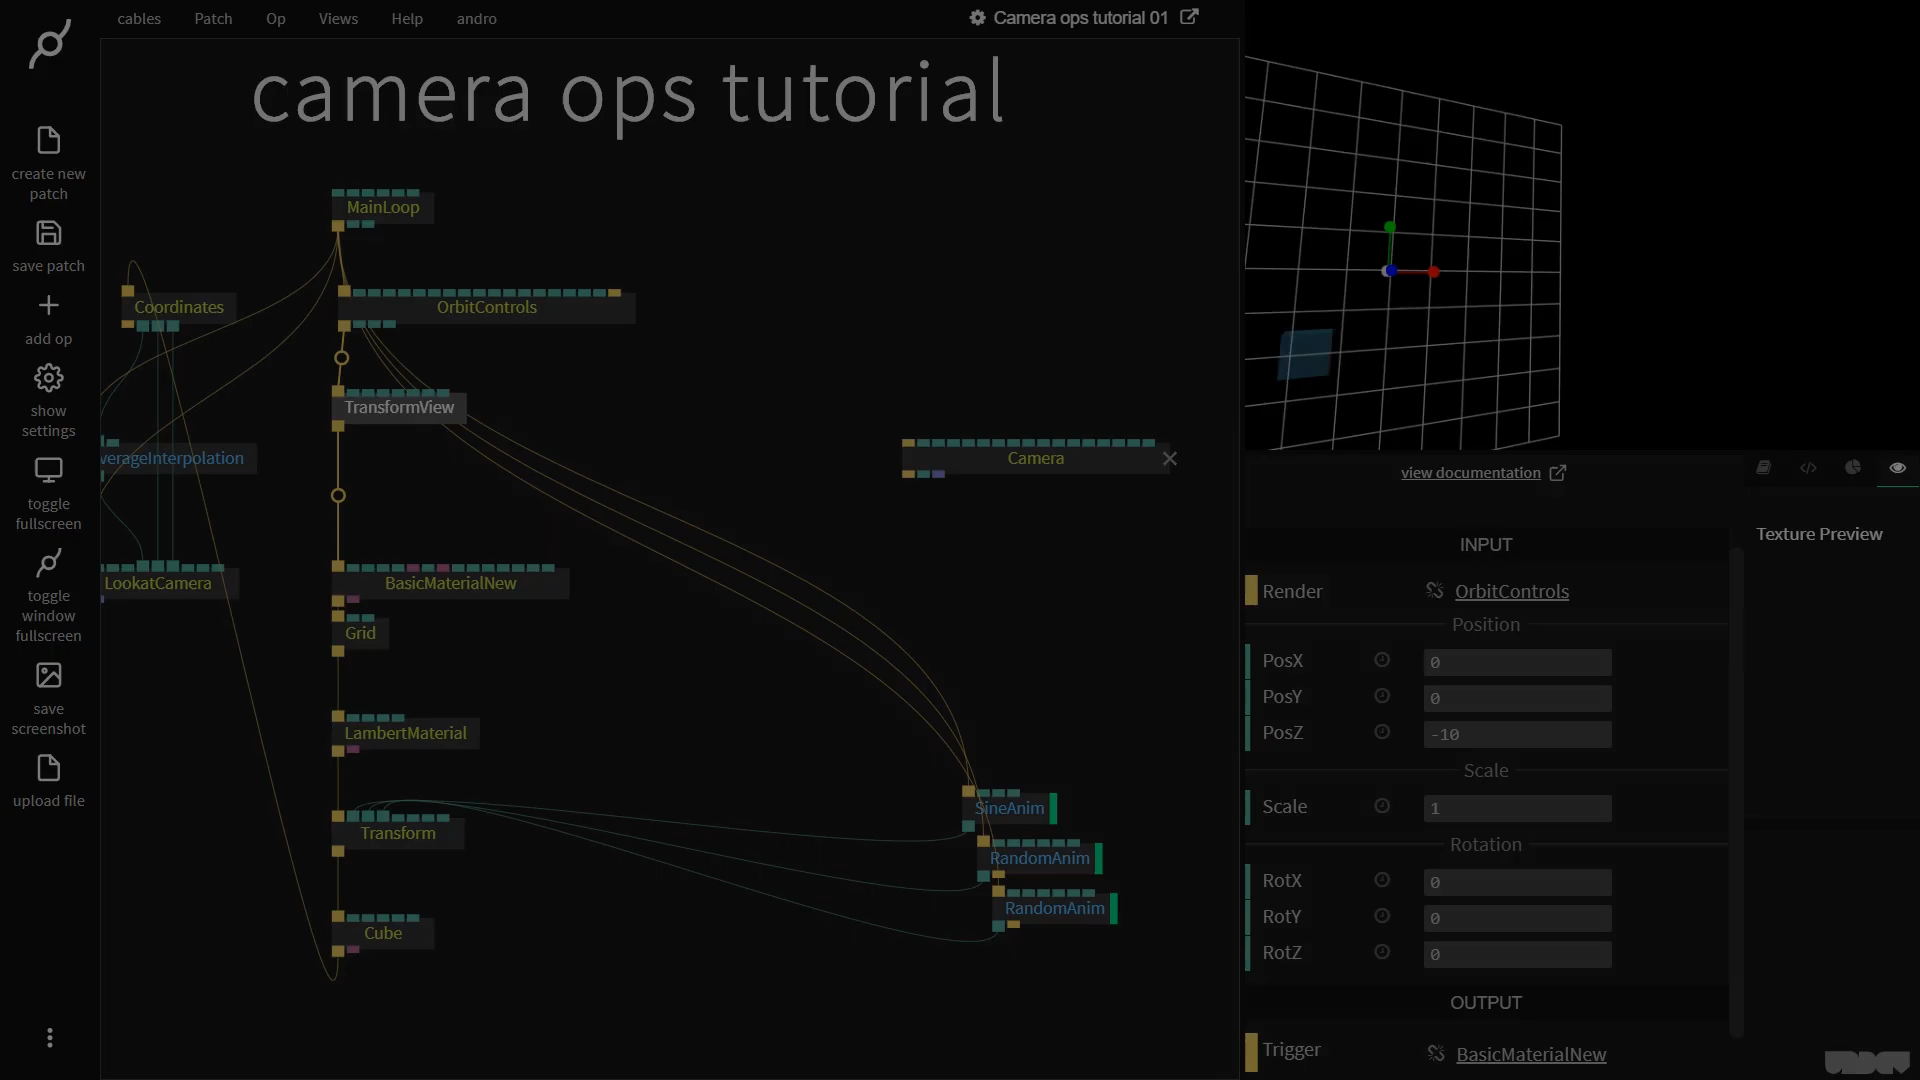 cables Patch Op Views Help andro
Camera ops tutorial 01
camera ops tutorial
create new
patch
save patch
add op
show
settings
toggle
fullscreen
toggle
window
fullscreen
save
screenshot
upload file
MainLoop
Coordinates
OrbitControls
TransformView
verageInterpolation
Camera
LookatCamera
BasicMaterialNew
Grid
LambertMaterial
SineAnim
Transform
RandomAnim
RandomAnim
Cube
view documentation
Texture Preview
INPUT
Render OrbitControls
Position
PosX 0
PosY 0
PosZ -10
Scale
Scale 1
Rotation
RotX 0
RotY 0
RotZ 0
OUTPUT
Trigger BasicMaterialNew